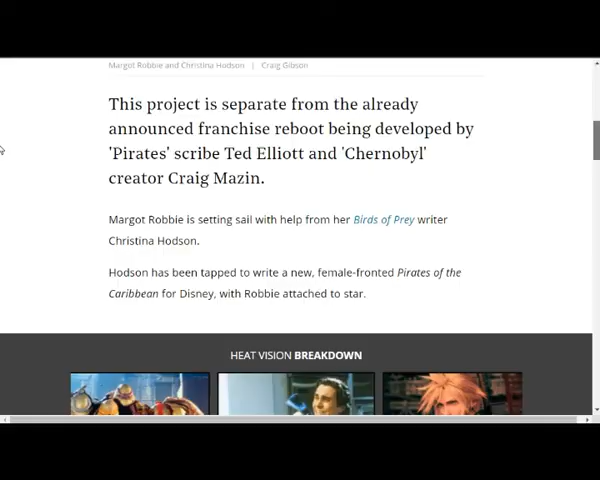 Margot Robbie and Christina Hodson | Craig Gibson
This project is separate from the already
announced franchise reboot being developed by
'Pirates' scribe Ted Elliott and 'Chernobyl'
creator Craig Mazin.
Margot Robbie is setting sail with help from her Birds of Prey writer
Christina Hodson.
Hodson has been tapped to write a new, female-fronted Pirates of the
Caribbean for Disney, with Robbie attached to star.
HEAT VISION BREAKDOWN